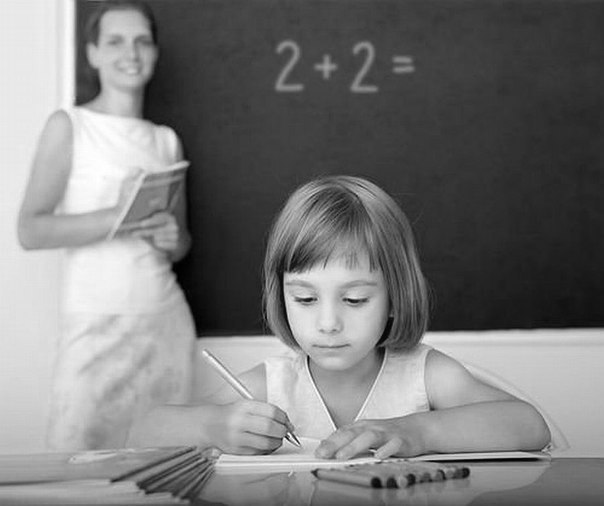 2 + 2 =